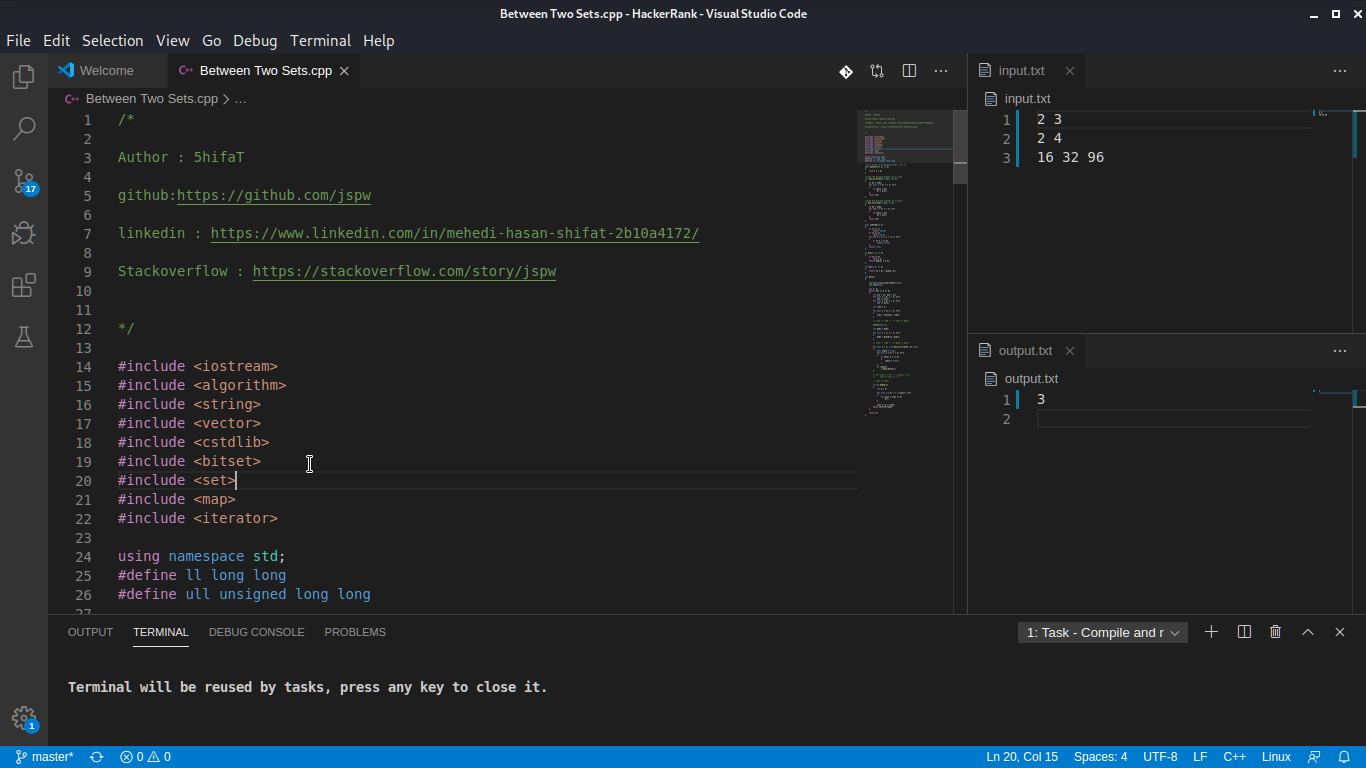 Between Two Sets.cpp - HackerRank - Visual Studio Code
File Edit Selection View Go Debug Terminal Help
Welcome
Between Two Sets.cpp
Between Two Sets.cpp > …
1 /*
2
3 Author : 5hifaT
4
5 github:https://github.com/jspw
6
7 linkedin : https://www.linkedin.com/in/mehedi-hasan-shifat-2b10a4172/
8
9 Stackoverflow : https://stackoverflow.com/story/jspw
10
11
12 */
13
14 #include <iostream>
15 #include <algorithm>
16 #include <string>
17 #include <vector>
18 #include <cstdlib>
19 #include <bitset>
20 #include <set>
21 #include <map>
22 #include <iterator>
23
24 using namespace std;
25 #define ll long long
26 #define ull unsigned long long
27
input.txt
input.txt
1 2 3
2 2 4
3 16 32 96
output.txt
output.txt
1 3
2
17
1
OUTPUT TERMINAL DEBUG CONSOLE PROBLEMS
1: Task - Compile and r
Terminal will be reused by tasks, press any key to close it.
master* 0 0 Ln 20, Col 15 Spaces: 4 UTF-8 LF C++ Linux